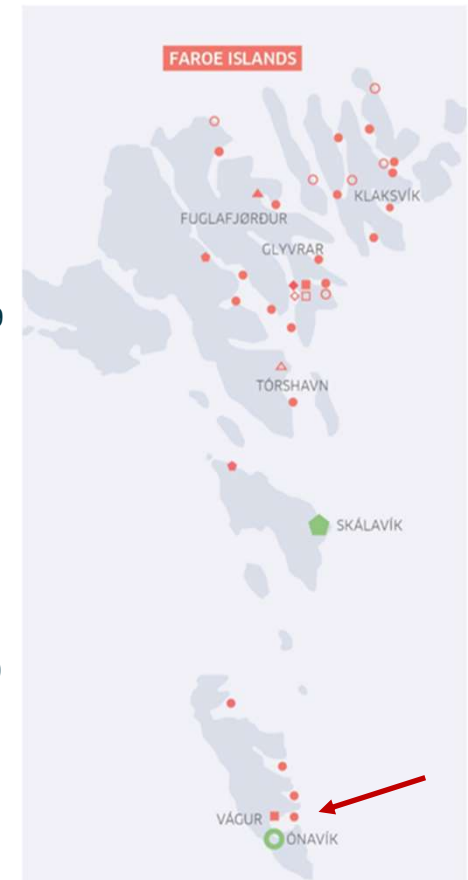 FAROE ISLANDS
KLAKSVÍK
FUGLAFJØRÐUR
GLYVRAR
TÓRSHAVN
SKÁLAVÍK
VÁGUR
ÓNAVÍK